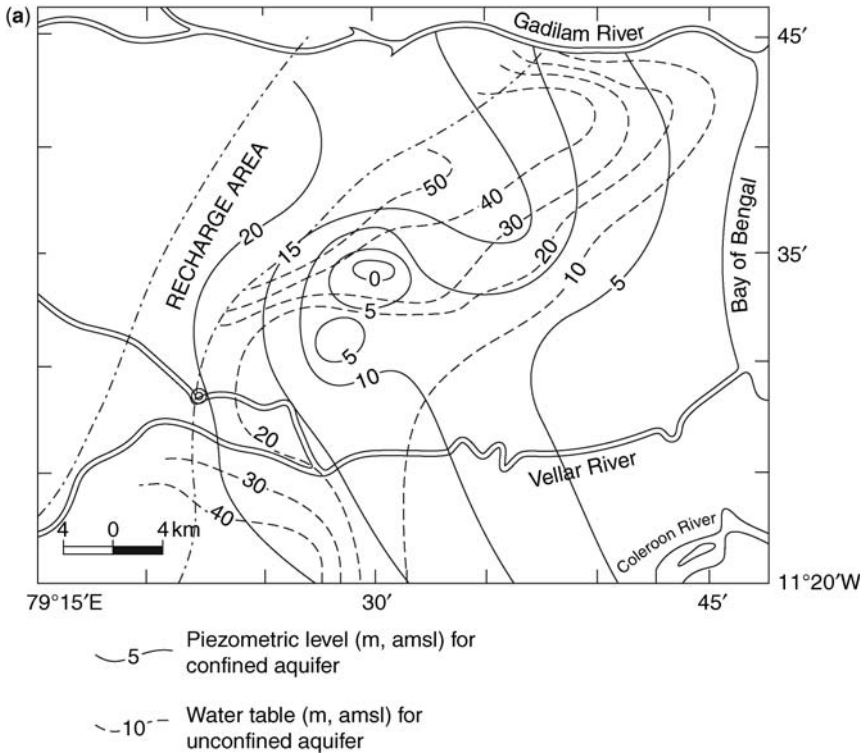 (a)
Gadilam River
45′
RECHARGE AREA
50
40
30
20
15
20
10
0
5
5
5
10
35′
Bay of Bengal
20
30
40
Vellar River
Coleroon River
4 0 4 km
11°20′W
79°15′E
30′
45′
5 Piezometric level (m, amsl) for
confined aquifer
10 Water table (m, amsl) for
unconfined aquifer